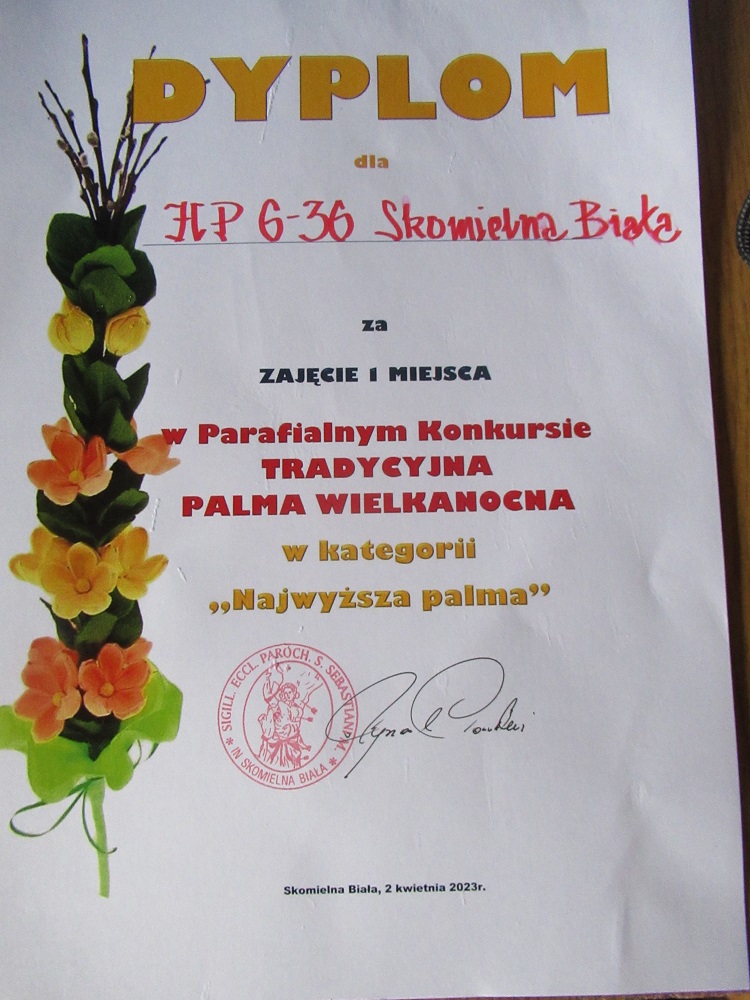 DYPLOM
dla
HP 6-36 Skomielna Biała
za
ZAJĘCIE I MIEJSCA
w Parafialnym Konkursie
TRADYCYJNA
PALMA WIELKANOCNA
w kategorii
„Najwyższa palma”
* SIGILL. ECCL. PAROCH. S. SEBASTIANI M. *
IN SKOMIELNA BIAŁA
Skomielna Biała, 2 kwietnia 2023r.